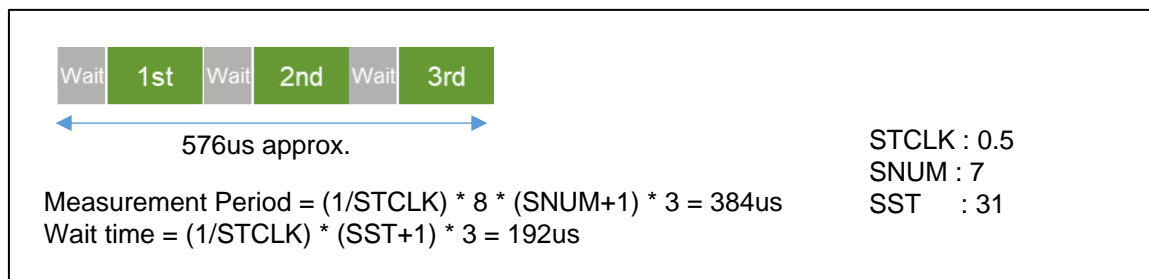 Wait 1st Wait 2nd Wait 3rd
576us approx.
STCLK : 0.5
SNUM : 7
SST : 31
Measurement Period = (1/STCLK) * 8 * (SNUM+1) * 3 = 384us
Wait time = (1/STCLK) * (SST+1) * 3 = 192us